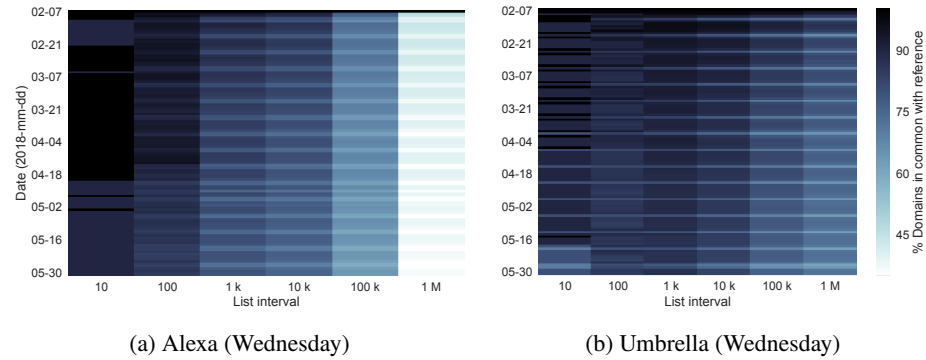 02-07
02-21
03-07
03-21
04-04
04-18
05-02
05-16
05-30
Date (2018-mm-dd)
10 100 1 k 10 k 100 k 1 M
List interval
(a) Alexa (Wednesday)
02-07
02-21
03-07
03-21
04-04
04-18
05-02
05-16
05-30
10 100 1 k 10 k 100 k 1 M
List interval
(b) Umbrella (Wednesday)
90
75
60
45
% Domains in common with reference